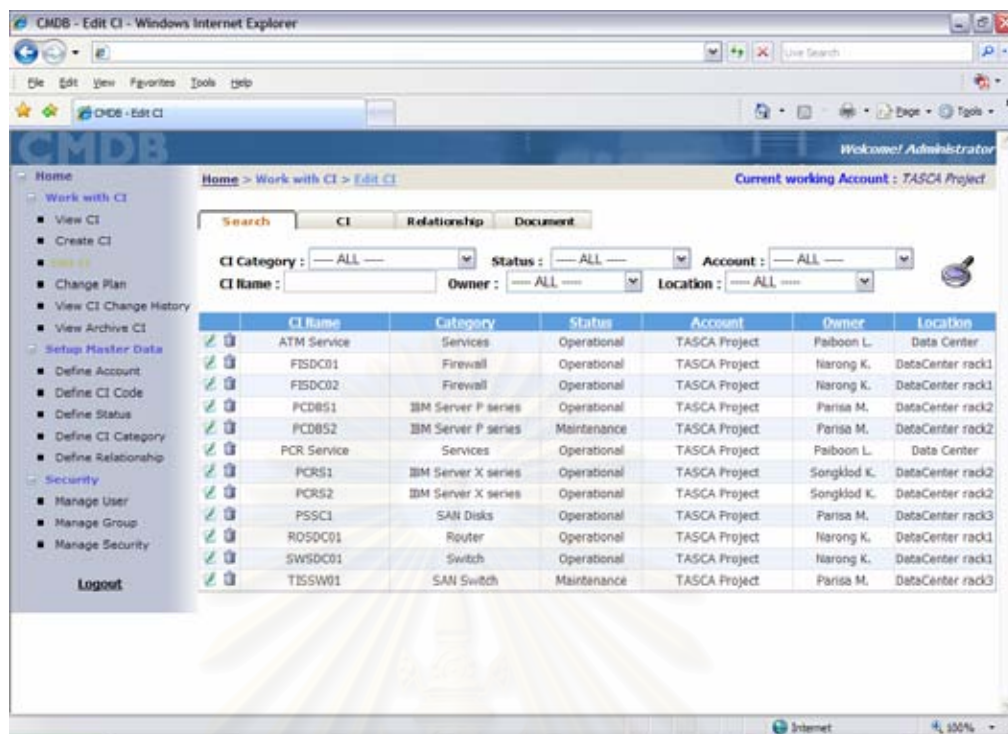 CMDB - Edit CI - Windows Internet Explorer
Live Search
File Edit View Favorites Tools Help
CMDB - Edit CI
Page Tools
CMDB
Welcome! Administrator
Home
Home > Work with CI > Edit CI
Current working Account : TASCA Project
Work with CI
View CI
Create CI
Edit CI
Change Plan
View CI Change History
View Archive CI
Setup Master Data
Define Account
Define CI Code
Define Status
Define CI Category
Define Relationship
Security
Manage User
Manage Group
Manage Security
Logout
Search CI Relationship Document
CI Category : ---- ALL ---- Status : ---- ALL ---- Account : ---- ALL ----
CI Name : Owner : ---- ALL ---- Location : ---- ALL ----
CI Name Category Status Account Owner Location
ATM Service Services Operational TASCA Project Paiboon L. Data Center
FISDC01 Firewall Operational TASCA Project Narong K. DataCenter rack1
FISDC02 Firewall Operational TASCA Project Narong K. DataCenter rack1
PCDBS1 IBM Server P series Operational TASCA Project Parisa M. DataCenter rack2
PCDBS2 IBM Server P series Maintenance TASCA Project Parisa M. DataCenter rack2
PCR Service Services Operational TASCA Project Paiboon L. Data Center
PCRS1 IBM Server X series Operational TASCA Project Songklod K. DataCenter rack2
PCRS2 IBM Server X series Operational TASCA Project Songklod K. DataCenter rack2
PSSC1 SAN Disks Operational TASCA Project Parisa M. DataCenter rack3
ROSDC01 Router Operational TASCA Project Narong K. DataCenter rack1
SWSDC01 Switch Operational TASCA Project Narong K. DataCenter rack1
TISSW01 SAN Switch Maintenance TASCA Project Parisa M. DataCenter rack3
Internet 100%